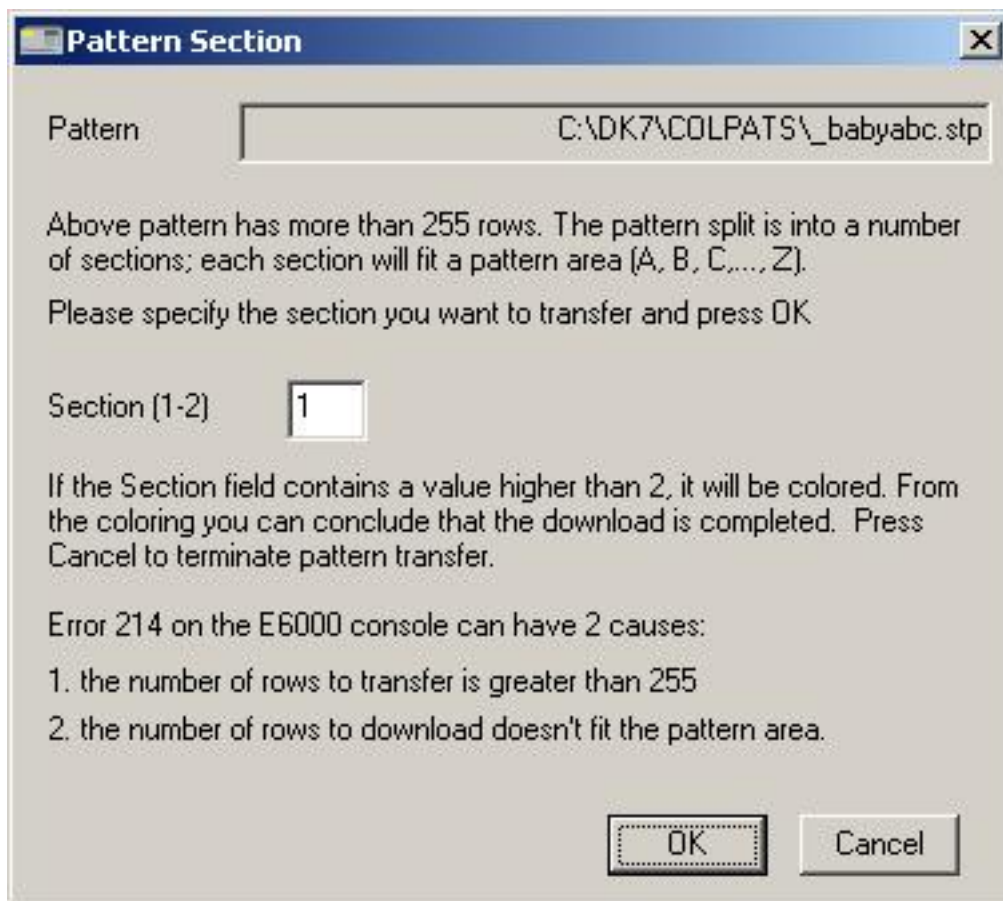 Pattern Section
Pattern C:\DK7\COLPATS\_babyabc.stp
Above pattern has more than 255 rows. The pattern split is into a number
of sections; each section will fit a pattern area (A, B, C,..., Z).
Please specify the section you want to transfer and press OK
Section (1-2) 1
If the Section field contains a value higher than 2, it will be colored. From
the coloring you can conclude that the download is completed.  Press
Cancel to terminate pattern transfer.
Error 214 on the E6000 console can have 2 causes:
1. the number of rows to transfer is greater than 255
2. the number of rows to download doesn't fit the pattern area.
OK Cancel